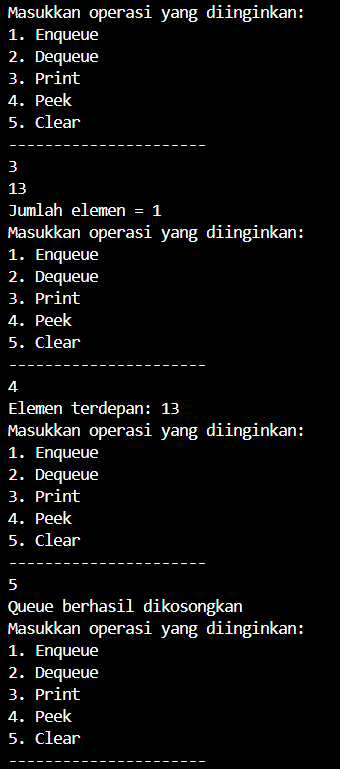 Masukkan operasi yang diinginkan:
1. Enqueue
2. Dequeue
3. Print
4. Peek
5. Clear
----------------------
3
13
Jumlah elemen = 1
Masukkan operasi yang diinginkan:
1. Enqueue
2. Dequeue
3. Print
4. Peek
5. Clear
----------------------
4
Elemen terdepan: 13
Masukkan operasi yang diinginkan:
1. Enqueue
2. Dequeue
3. Print
4. Peek
5. Clear
----------------------
5
Queue berhasil dikosongkan
Masukkan operasi yang diinginkan:
1. Enqueue
2. Dequeue
3. Print
4. Peek
5. Clear
----------------------